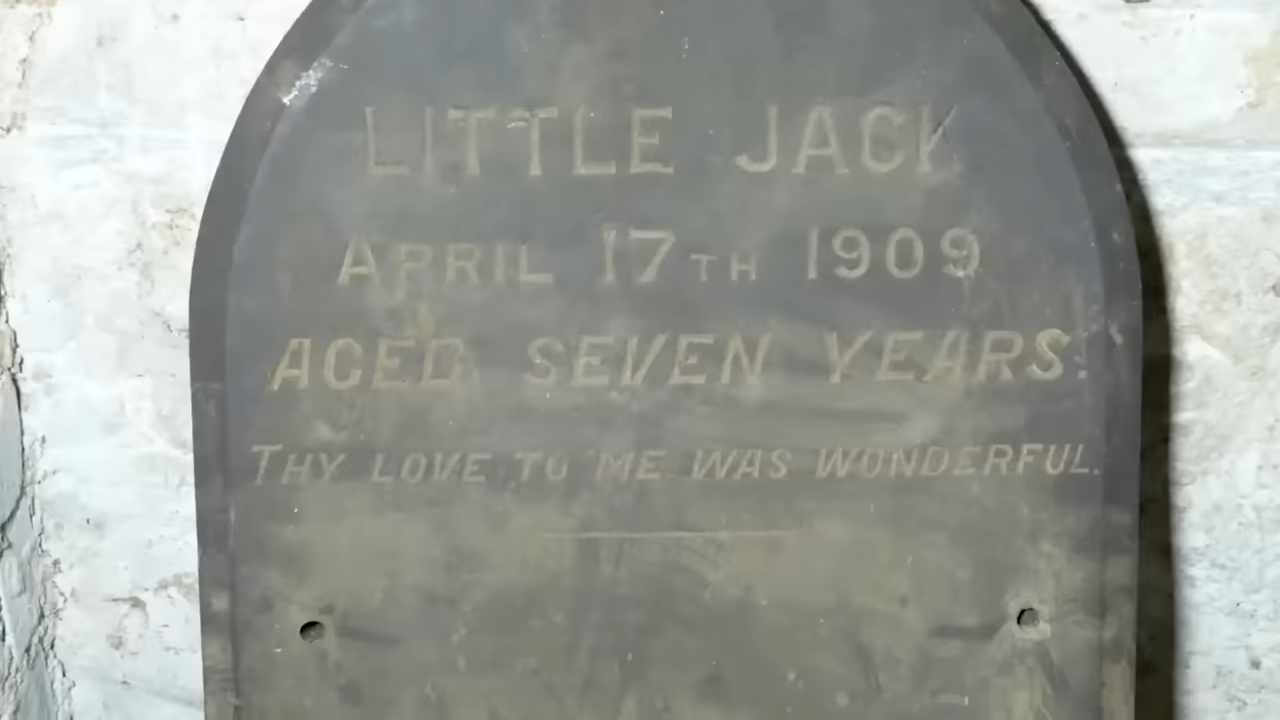 LITTLE JACK
APRIL 17TH 1909
AGED SEVEN YEARS.
THY LOVE TO ME WAS WONDERFUL.